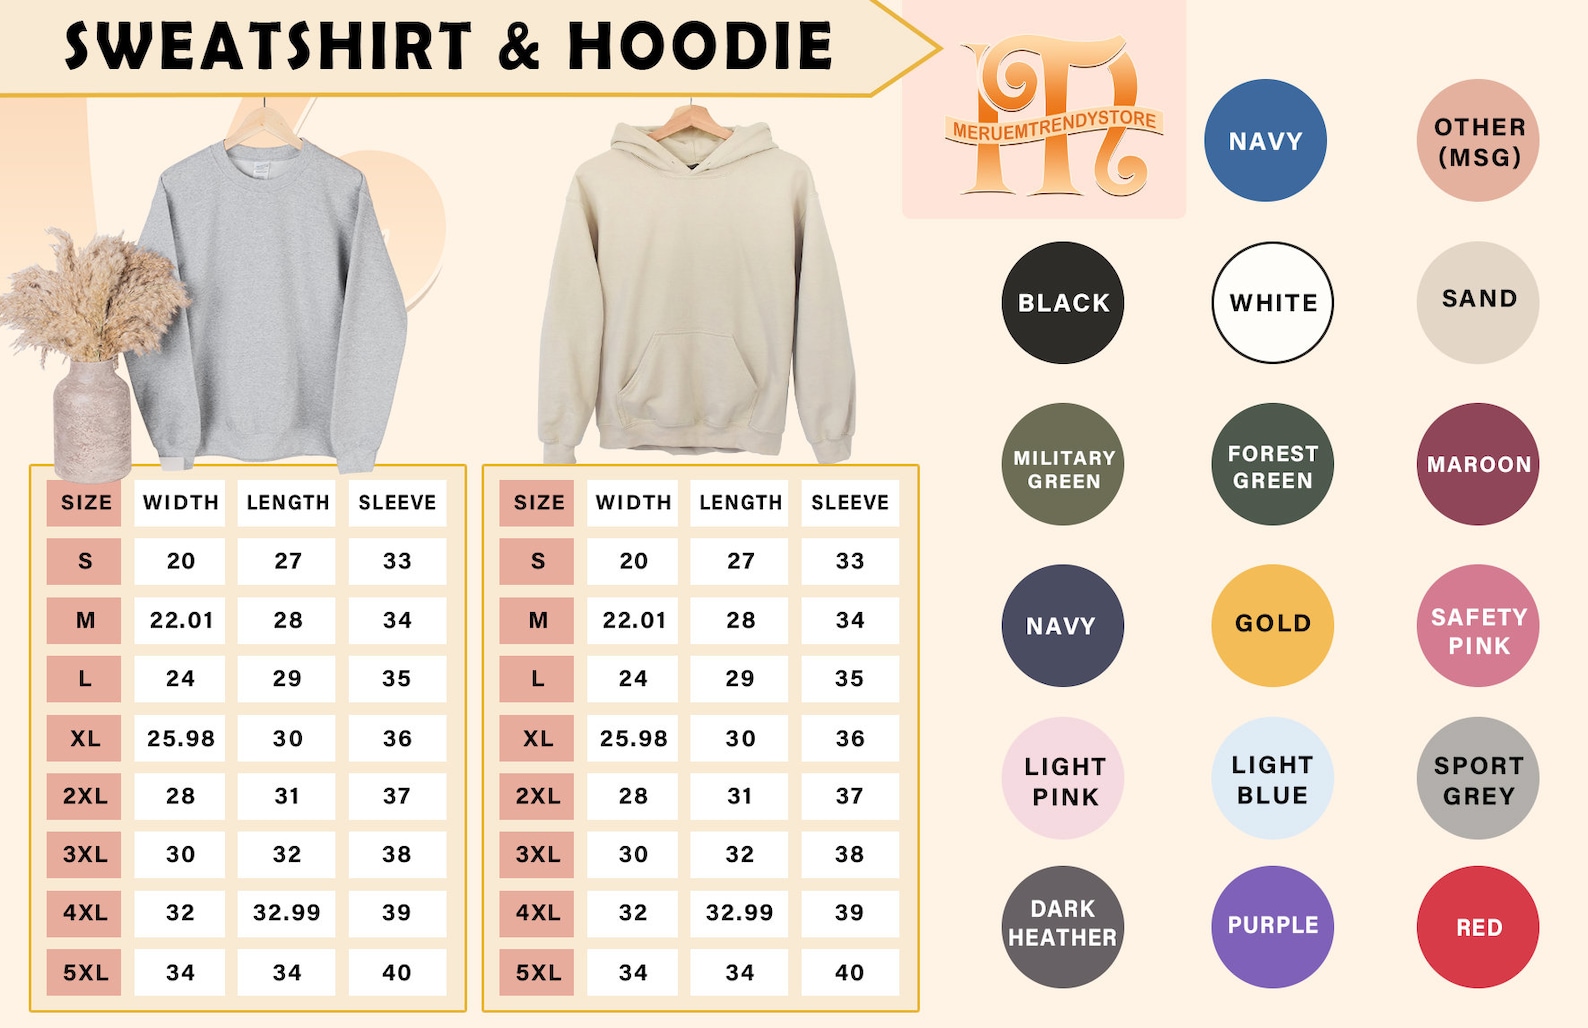 SWEATSHIRT & HOODIE
MERUEMTRENDYSTORE
SIZE WIDTH LENGTH SLEEVE
S 20 27 33
M 22.01 28 34
L 24 29 35
XL 25.98 30 36
2XL 28 31 37
3XL 30 32 38
4XL 32 32.99 39
5XL 34 34 40
SIZE WIDTH LENGTH SLEEVE
S 20 27 33
M 22.01 28 34
L 24 29 35
XL 25.98 30 36
2XL 28 31 37
3XL 30 32 38
4XL 32 32.99 39
5XL 34 34 40
NAVY
OTHER
(MSG)
BLACK
WHITE
SAND
MILITARY
GREEN
FOREST
GREEN
MAROON
NAVY
GOLD
SAFETY
PINK
LIGHT
PINK
LIGHT
BLUE
SPORT
GREY
DARK
HEATHER
PURPLE
RED